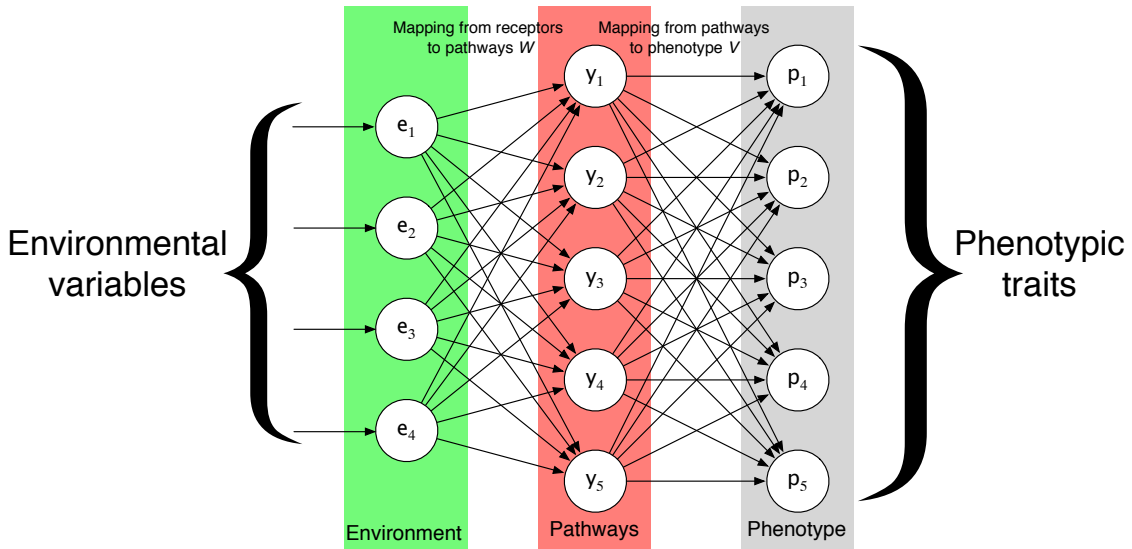 Mapping from receptors
to pathways W
Mapping from pathways
to phenotype V
Environmental
variables
e1
e2
e3
e4
y1
y2
y3
y4
y5
p1
p2
p3
p4
p5
Phenotypic
traits
Environment
Pathways
Phenotype